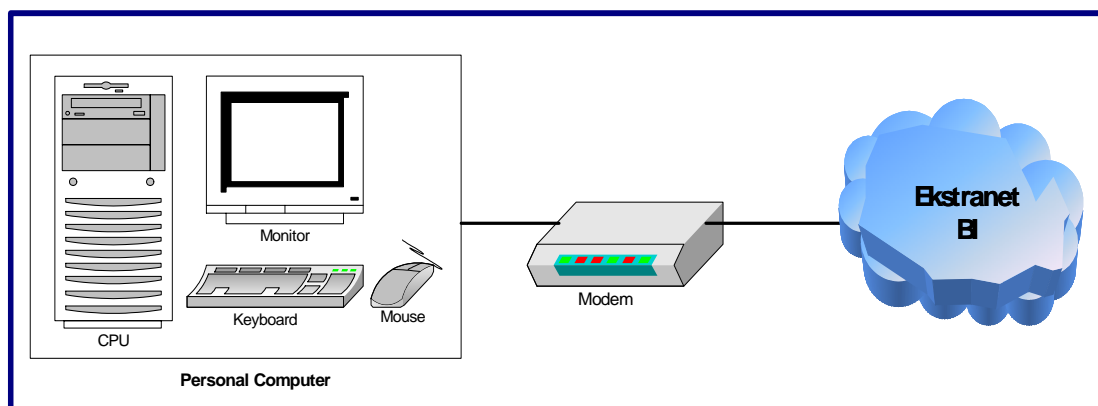 Monitor
Keyboard
Mouse
CPU
Personal Computer
Modem
Ekstranet
BI